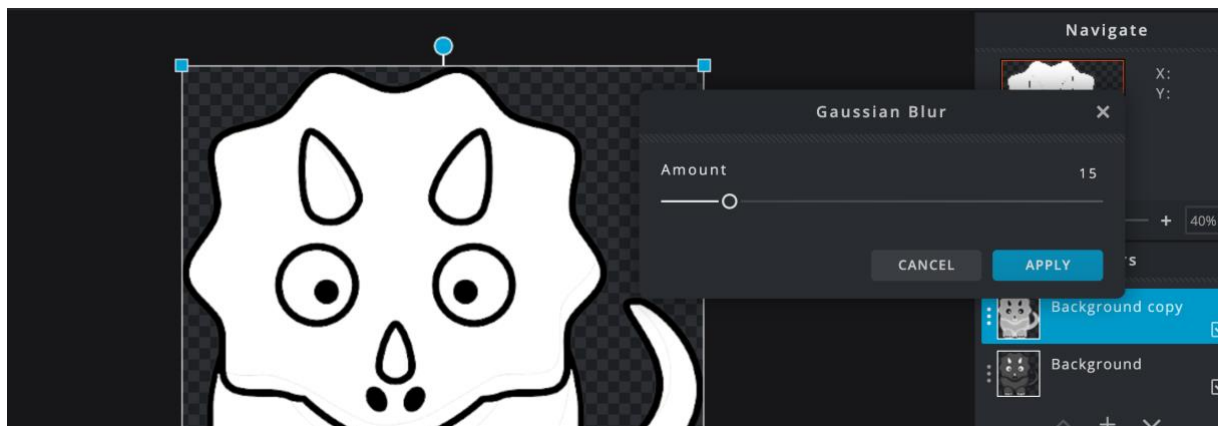 Navigate
X:
Y:
Gaussian Blur
Amount
15
40%
CANCEL
APPLY
Background copy
Background